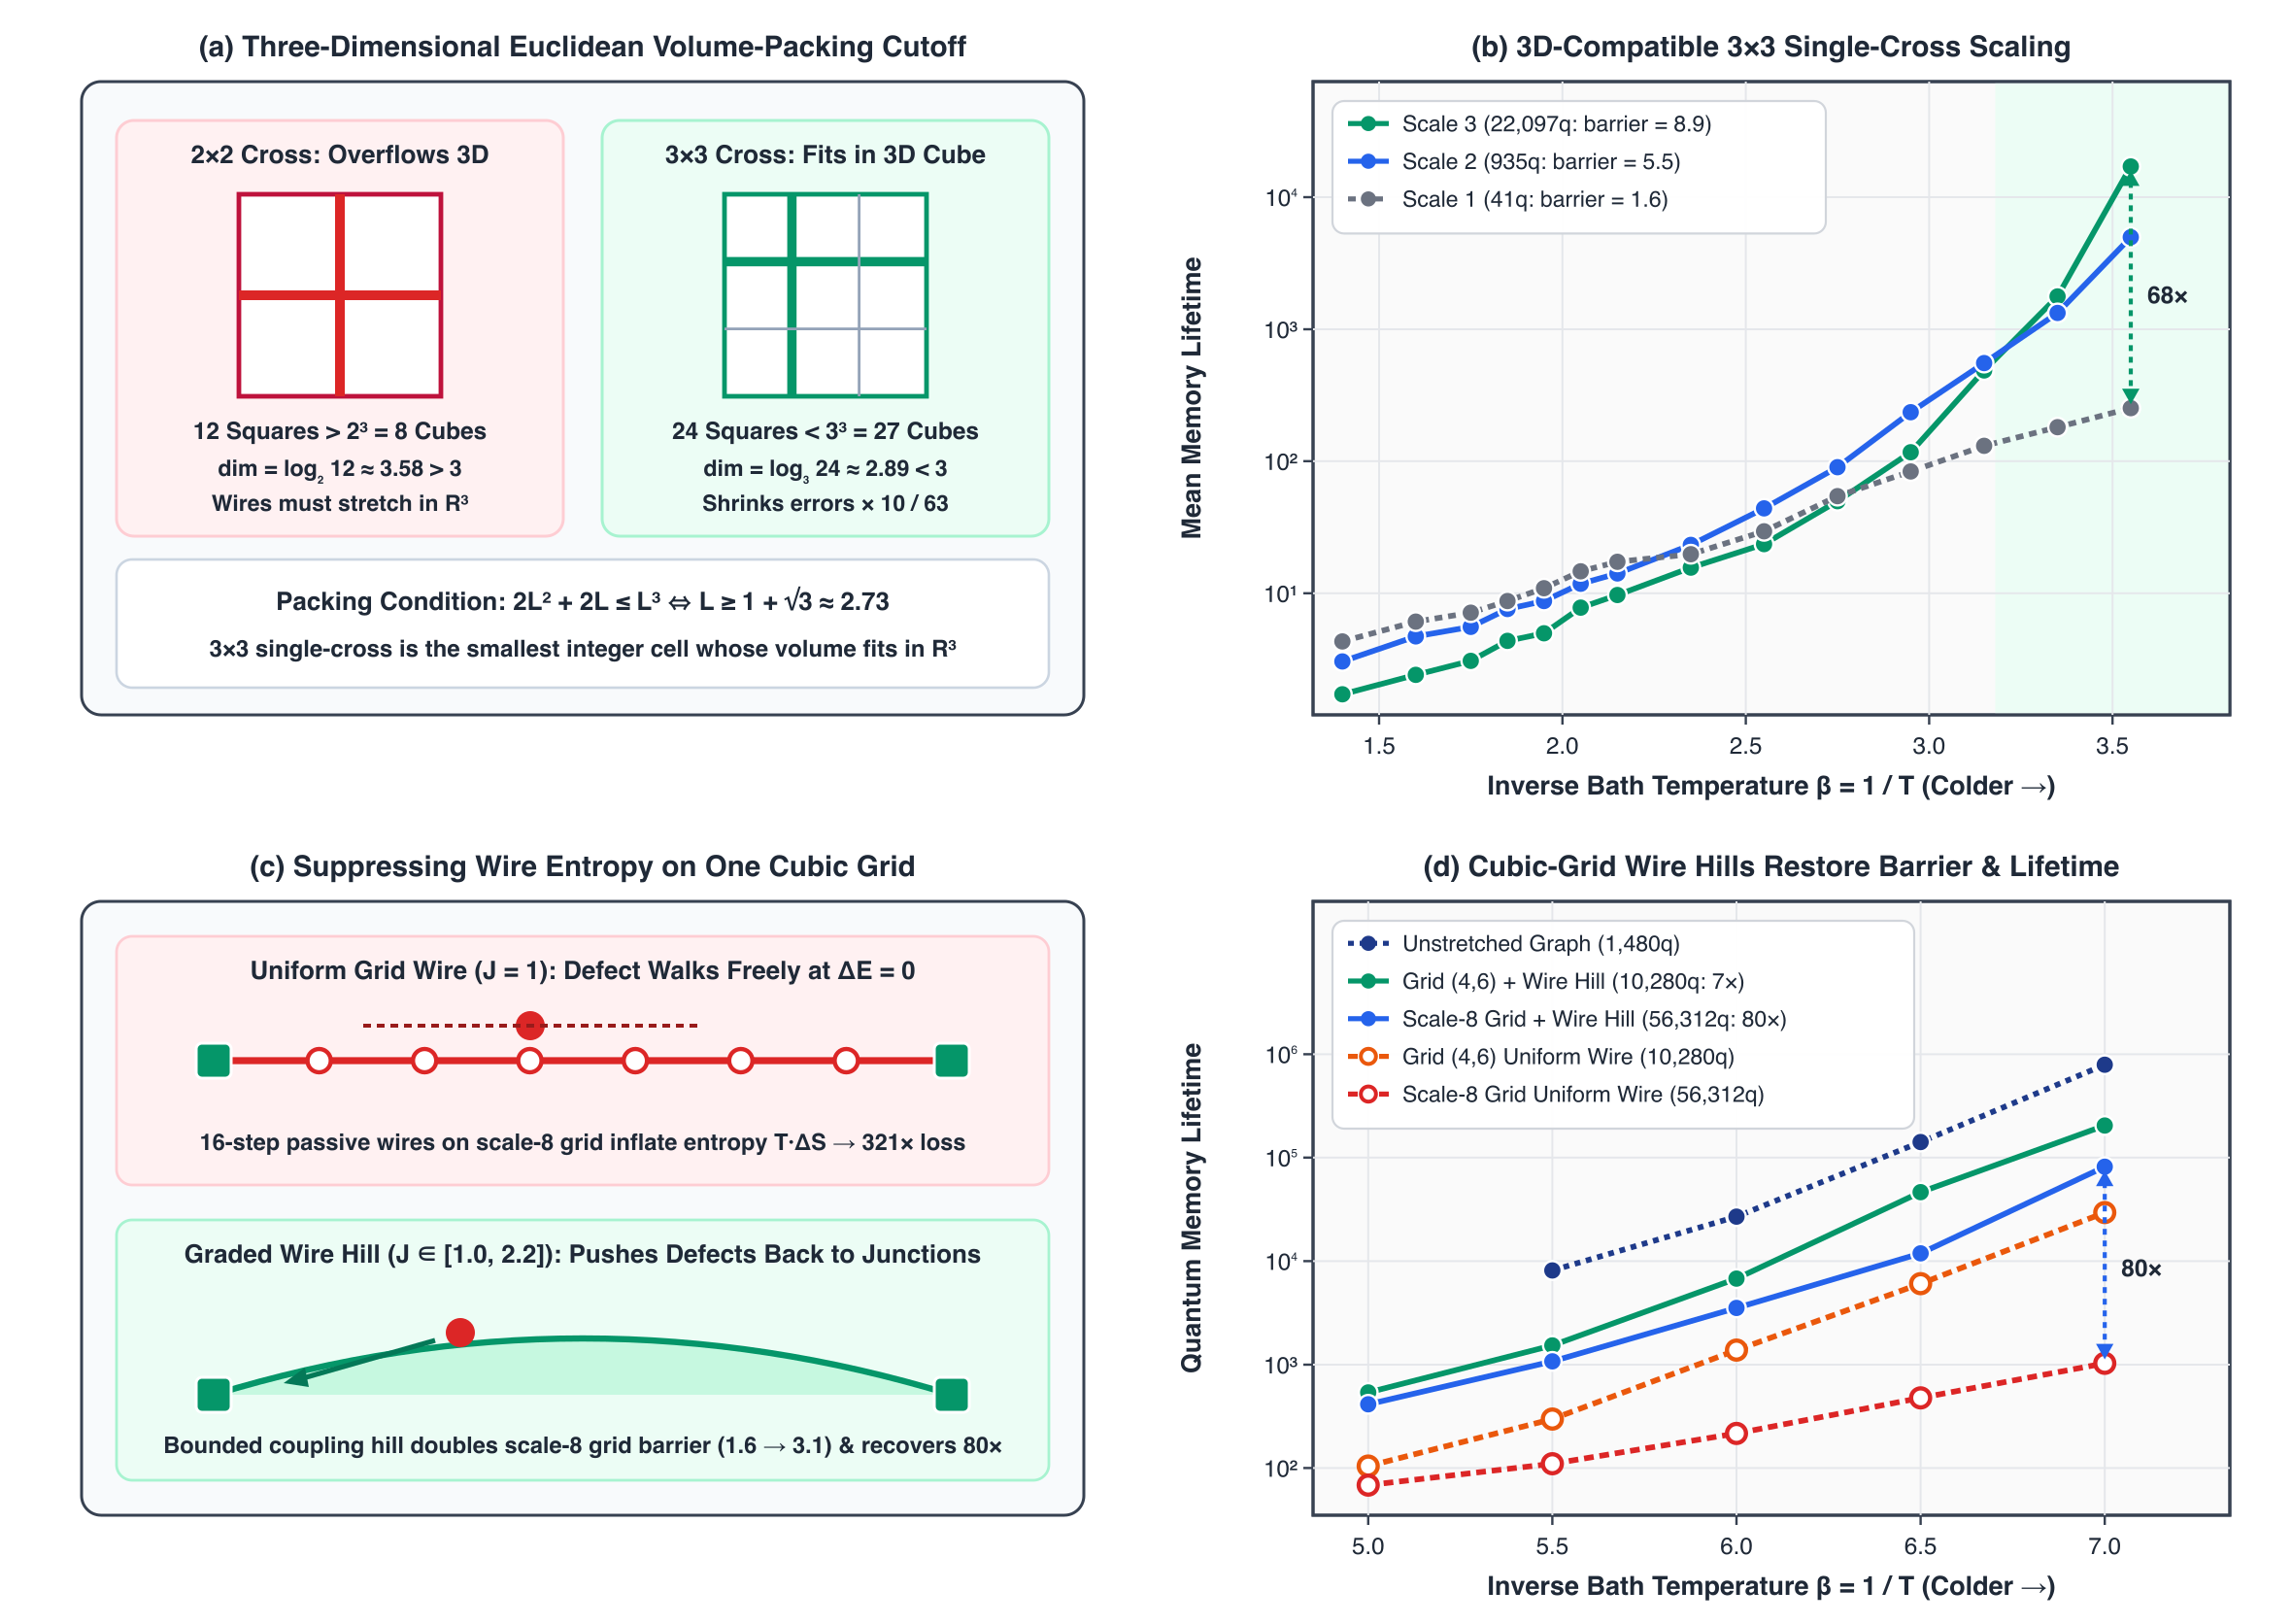 (a) Three-Dimensional Euclidean Volume-Packing Cutoff
2×2 Cross: Overflows 3D
12 Squares > 2³ = 8 Cubes
dim = log₂ 12 ≈ 3.58 > 3
Wires must stretch in R³
3×3 Cross: Fits in 3D Cube
24 Squares < 3³ = 27 Cubes
dim = log₃ 24 ≈ 2.89 < 3
Shrinks errors × 10 / 63
Packing Condition: 2L² + 2L ≤ L³ ⇔ L ≥ 1 + √3 ≈ 2.73
3×3 single-cross is the smallest integer cell whose volume fits in R³
(b) 3D-Compatible 3×3 Single-Cross Scaling
Scale 3 (22,097q: barrier = 8.9)
Scale 2 (935q: barrier = 5.5)
Scale 1 (41q: barrier = 1.6)
Mean Memory Lifetime
10⁴
10³
10²
10¹
68×
1.5
2.0
2.5
3.0
3.5
Inverse Bath Temperature β = 1 / T (Colder →)
(c) Suppressing Wire Entropy on One Cubic Grid
Uniform Grid Wire (J = 1): Defect Walks Freely at ΔE = 0
16-step passive wires on scale-8 grid inflate entropy T·ΔS → 321× loss
Graded Wire Hill (J ∈ [1.0, 2.2]): Pushes Defects Back to Junctions
Bounded coupling hill doubles scale-8 grid barrier (1.6 → 3.1) & recovers 80×
(d) Cubic-Grid Wire Hills Restore Barrier & Lifetime
Unstretched Graph (1,480q)
Grid (4,6) + Wire Hill (10,280q: 7×)
Scale-8 Grid + Wire Hill (56,312q: 80×)
Grid (4,6) Uniform Wire (10,280q)
Scale-8 Grid Uniform Wire (56,312q)
Quantum Memory Lifetime
10⁶
10⁵
10⁴
10³
10²
80×
5.0
5.5
6.0
6.5
7.0
Inverse Bath Temperature β = 1 / T (Colder →)